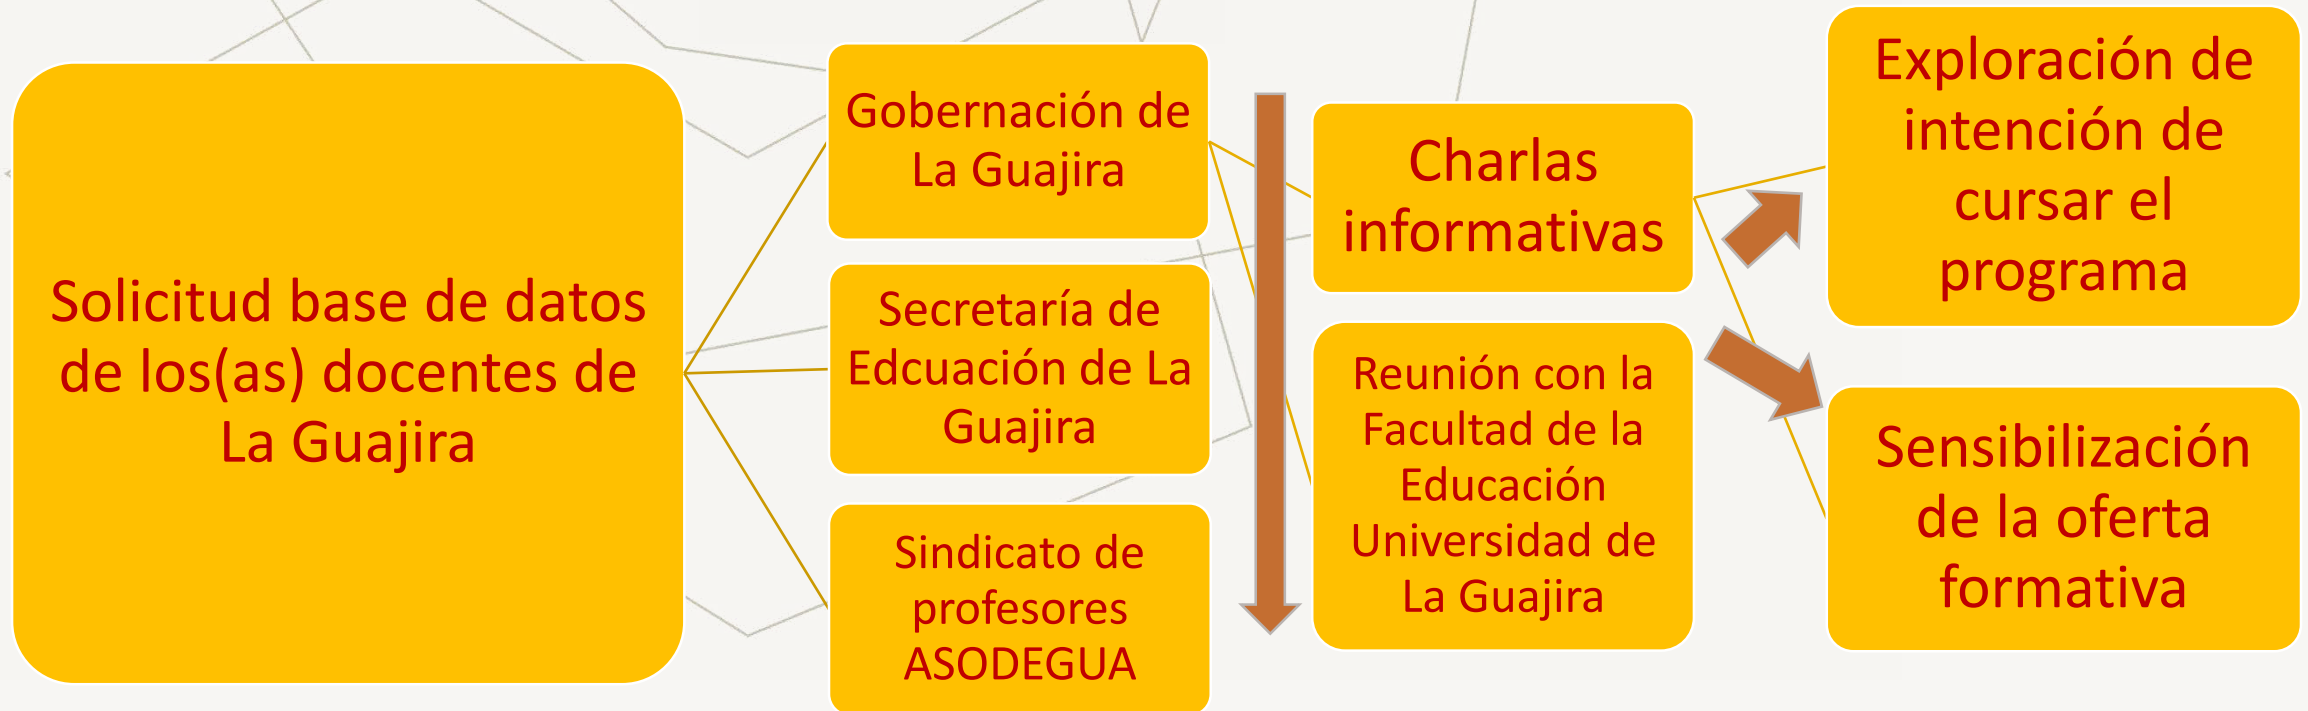 Solicitud base de datos
de los(as) docentes de
La Guajira
Gobernación de
La Guajira
Secretaría de
Edcuación de La
Guajira
Sindicato de
profesores
ASODEGUA
Charlas
informativas
Reunión con la
Facultad de la
Educación
Universidad de
La Guajira
Exploración de
intención de
cursar el
programa
Sensibilización
de la oferta
formativa